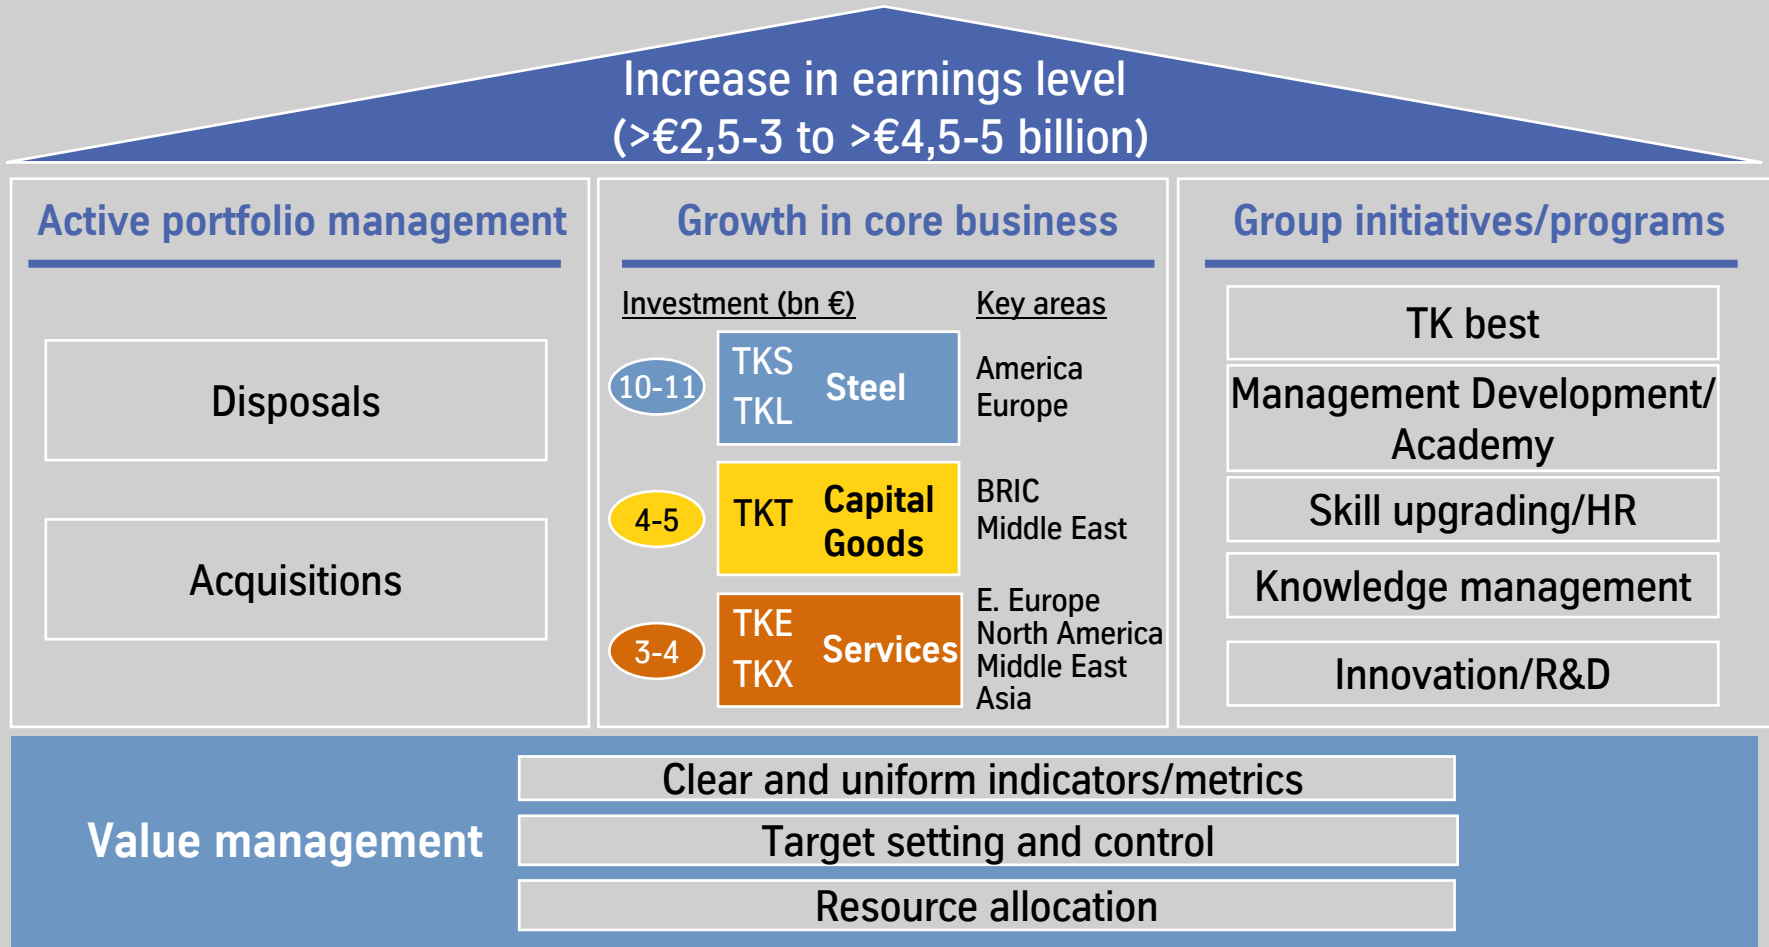 Increase in earnings level
(>€2,5-3 to >€4,5-5 billion)
Active portfolio management
Disposals
Acquisitions
Growth in core business
Investment (bn €)
Key areas
10-11
TKS
TKL
Steel
America
Europe
4-5
TKT
Capital
Goods
BRIC
Middle East
3-4
TKE
TKX
Services
E. Europe
North America
Middle East
Asia
Group initiatives/programs
TK best
Management Development/
Academy
Skill upgrading/HR
Knowledge management
Innovation/R&D
Value management
Clear and uniform indicators/metrics
Target setting and control
Resource allocation